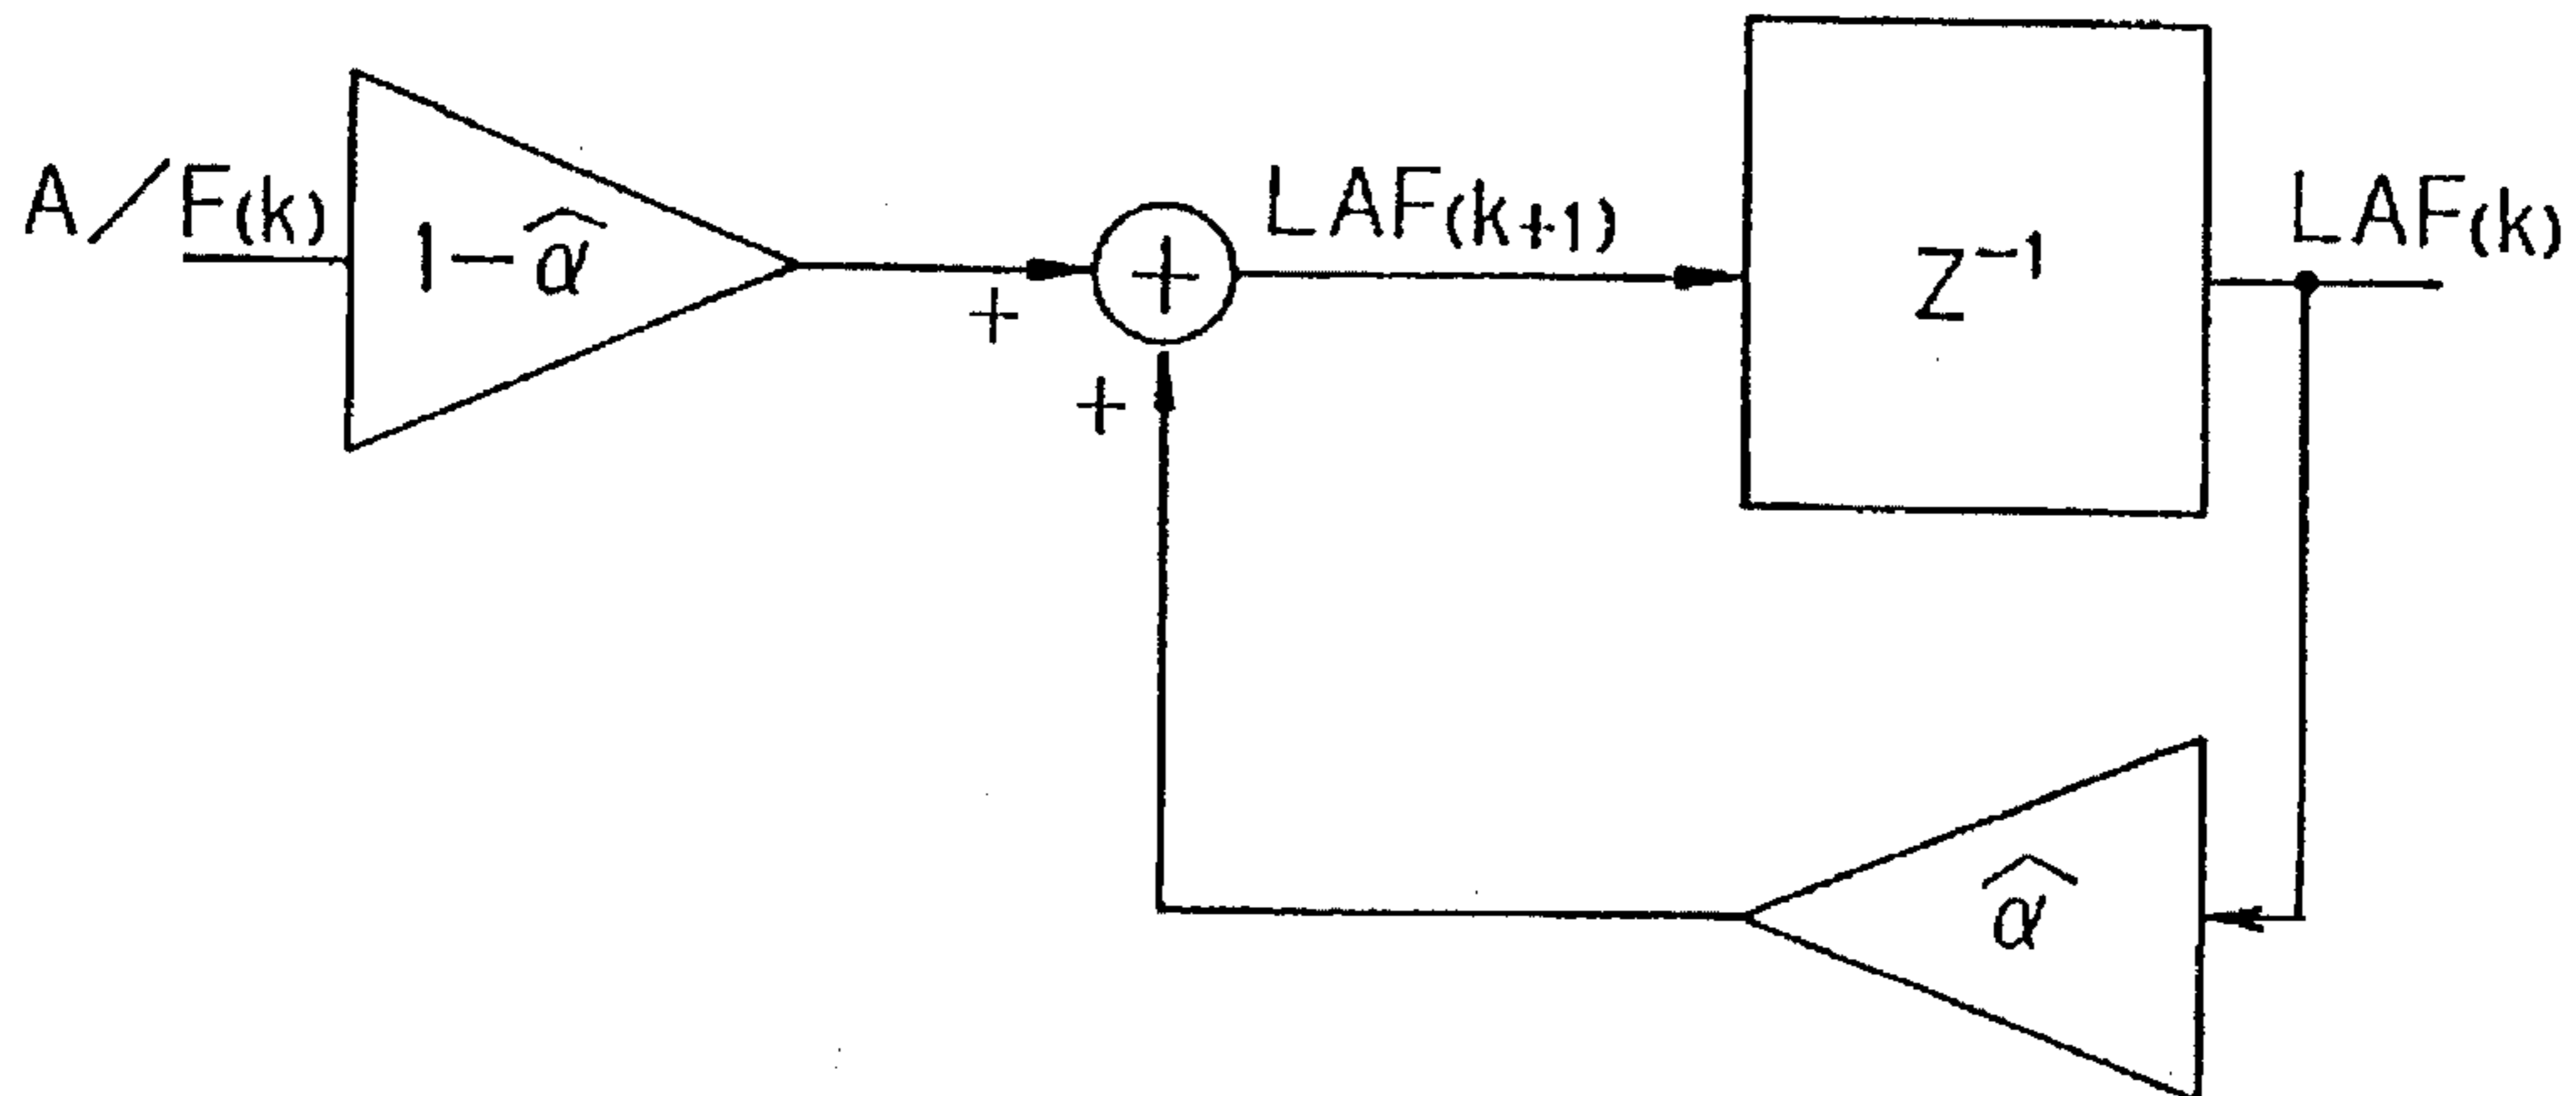 A/F(k)
1-α̂
+
+
+
LAF(k+1)
Z⁻¹
LAF(k)
α̂